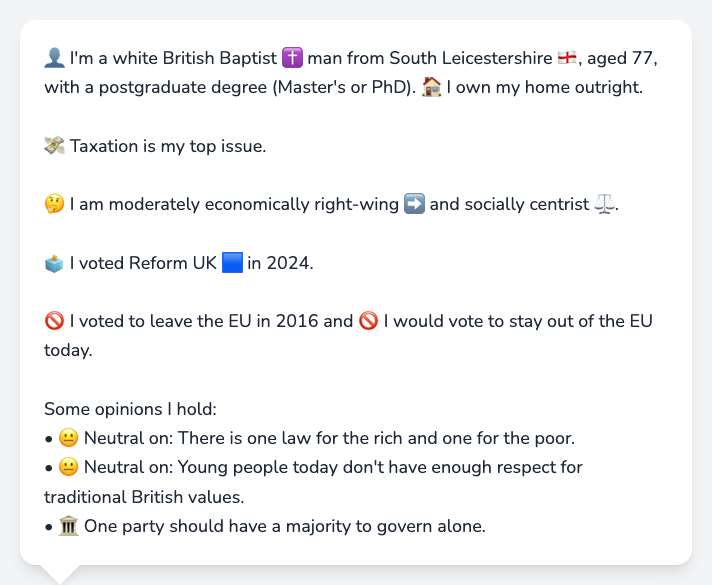 👤 I'm a white British Baptist ✝️ man from South Leicestershire 🏴󠁧󠁢󠁥󠁮󠁧󠁿, aged 77,
with a postgraduate degree (Master's or PhD). 🏠 I own my home outright.
💸 Taxation is my top issue.
🤔 I am moderately economically right-wing ➡️ and socially centrist ⚖️.
🗳️ I voted Reform UK 🟦 in 2024.
🚫 I voted to leave the EU in 2016 and 🚫 I would vote to stay out of the EU
today.
Some opinions I hold:
• 😐 Neutral on: There is one law for the rich and one for the poor.
• 😐 Neutral on: Young people today don't have enough respect for
traditional British values.
• 🏛️ One party should have a majority to govern alone.